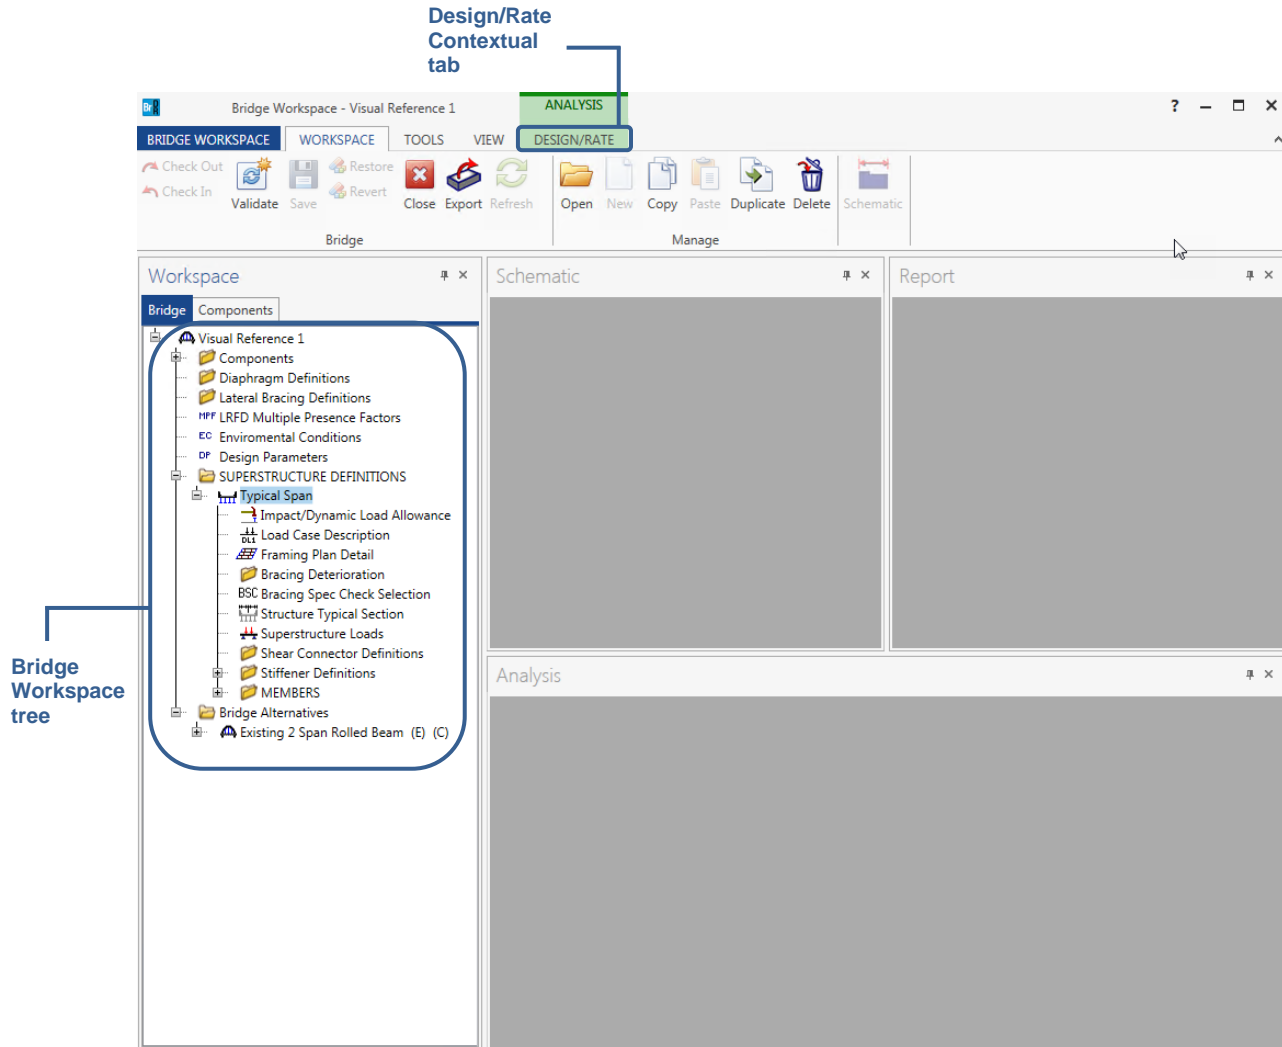 Design/Rate
Contextual
tab
Br R
Bridge Workspace - Visual Reference 1
ANALYSIS
?
BRIDGE WORKSPACE
WORKSPACE
TOOLS
VIEW
DESIGN/RATE
Check Out
Check In
Validate
Save
Restore
Revert
Close
Export
Refresh
Open
New
Copy
Paste
Duplicate
Delete
Schematic
Bridge
Manage
Workspace
Schematic
Report
Bridge
Components
Visual Reference 1
Components
Diaphragm Definitions
Lateral Bracing Definitions
MPF LRFD Multiple Presence Factors
EC Enviromental Conditions
DP Design Parameters
SUPERSTRUCTURE DEFINITIONS
Typical Span
Impact/Dynamic Load Allowance
DL1 Load Case Description
Framing Plan Detail
Bracing Deterioration
BSC Bracing Spec Check Selection
Structure Typical Section
Superstructure Loads
Shear Connector Definitions
Stiffener Definitions
MEMBERS
Bridge Alternatives
Existing 2 Span Rolled Beam (E) (C)
Analysis
Bridge
Workspace
tree